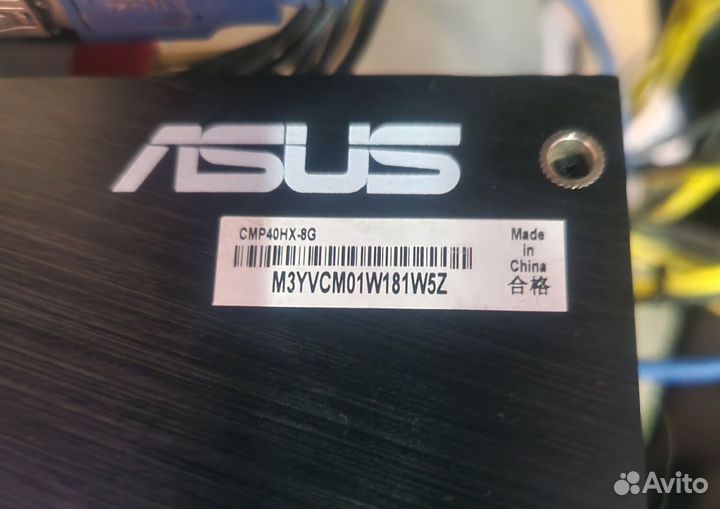 ASUS
CMP40HX-8G
M3YVCM01W181W5Z
Made
in
China
合格
Avito